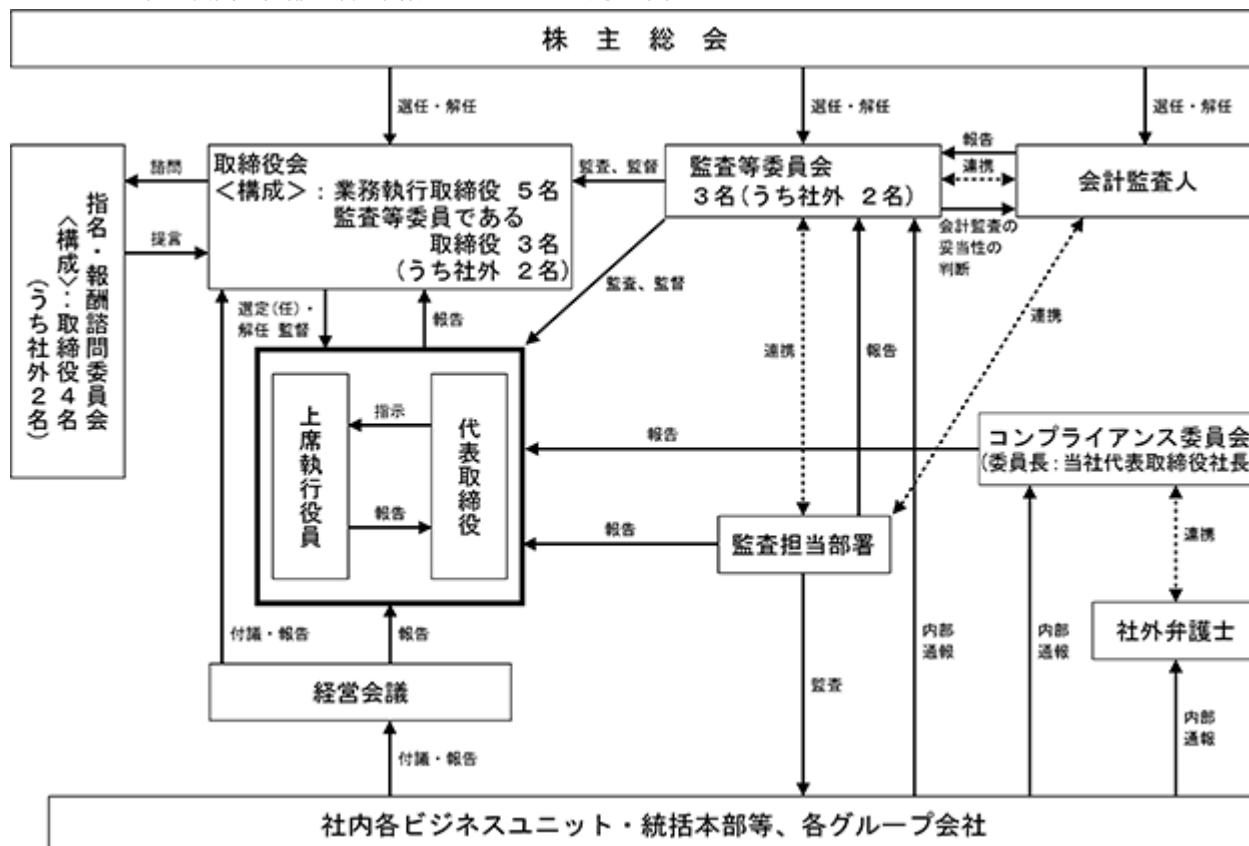 株主総会
選任・解任
選任・解任
選任・解任
指名・報酬諮問委員会
<構成>:取締役4名
(うち社外2名)
諮問
提言
取締役会
<構成>:業務執行取締役 5名
監査等委員である
取締役 3名
(うち社外 2名)
監査、監督
監査等委員会
3名(うち社外 2名)
報告
連携
会計監査の
妥当性の
判断
会計監査人
選定(任)・
解任 監督
報告
監査、監督
連携
報告
連携
上席執行役員
指示
報告
代表取締役
報告
コンプライアンス委員会
(委員長:当社代表取締役社長
報告
監査担当部署
連携
社外弁護士
付議・報告
報告
経営会議
監査
内部
通報
内部
通報
内部
通報
付議・報告
社内各ビジネスユニット・統括本部等、各グループ会社